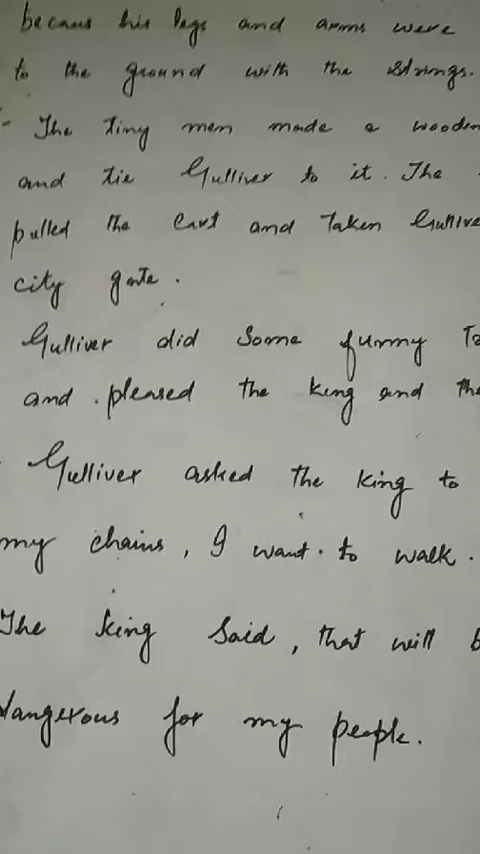 becaus his legs and arms were
to the ground with the strings.
- The tiny men made a wooden
and tie Gulliver to it. The
pulled the cart and Taken Gullive
city gate.
Gulliver did Some funny
and pleased the king and the
Gulliver asked the king to
my chains, I want to walk.
The king Said, that will b
dangerous for my people.